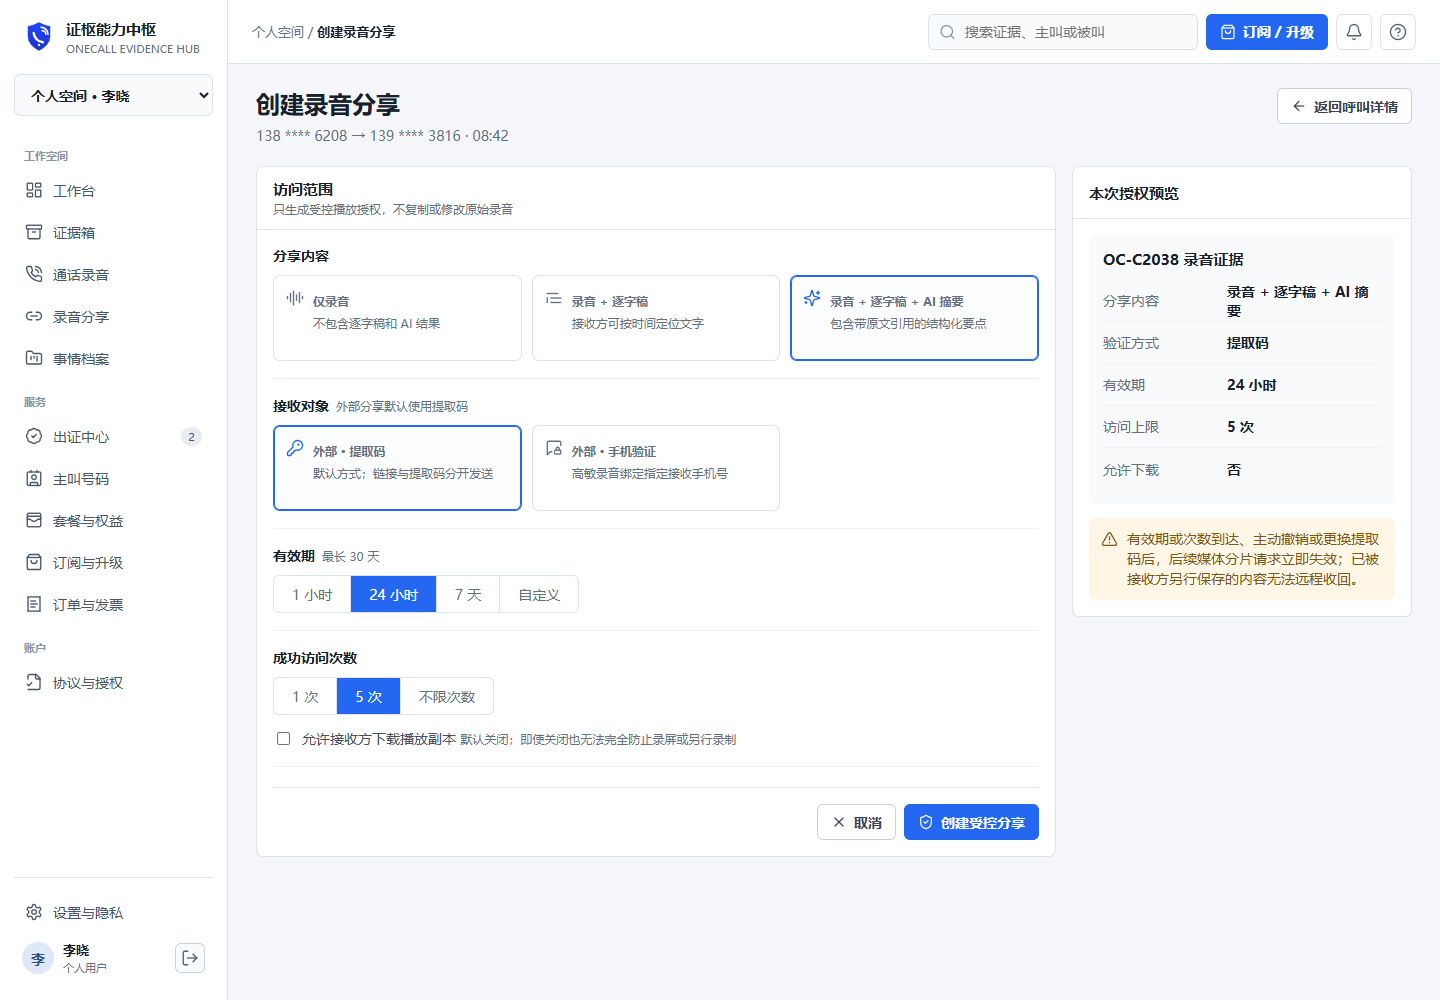 证枢能力中枢
ONECALL EVIDENCE HUB
个人空间 • 李晓
工作空间
工作台
证据箱
通话录音
录音分享
事情档案
服务
出证中心 2
主叫号码
套餐与权益
订阅与升级
订单与发票
账户
协议与授权
设置与隐私
李
李晓
个人用户
个人空间 / 创建录音分享
搜索证据、主叫或被叫
订阅 / 升级
创建录音分享
138 **** 6208 → 139 **** 3816 · 08:42
返回呼叫详情
访问范围
只生成受控播放授权，不复制或修改原始录音
分享内容
仅录音
不包含逐字稿和 AI 结果
录音 + 逐字稿
接收方可按时间定位文字
录音 + 逐字稿 + AI 摘要
包含带原文引用的结构化要点
接收对象 外部分享默认使用提取码
外部 • 提取码
默认方式；链接与提取码分开发送
外部 • 手机验证
高敏录音绑定指定接收手机号
有效期 最长 30 天
1 小时 24 小时 7 天 自定义
成功访问次数
1 次 5 次 不限次数
允许接收方下载播放副本 默认关闭；即使关闭也无法完全防止录屏或另行录制
取消 创建受控分享
本次授权预览
OC-C2038 录音证据
分享内容 录音 + 逐字稿 + AI 摘
要
验证方式 提取码
有效期 24 小时
访问上限 5 次
允许下载 否
有效期或次数到达、主动撤销或更换提取
码后，后续媒体分片请求立即失效；已被
接收方另行保存的内容无法远程收回。